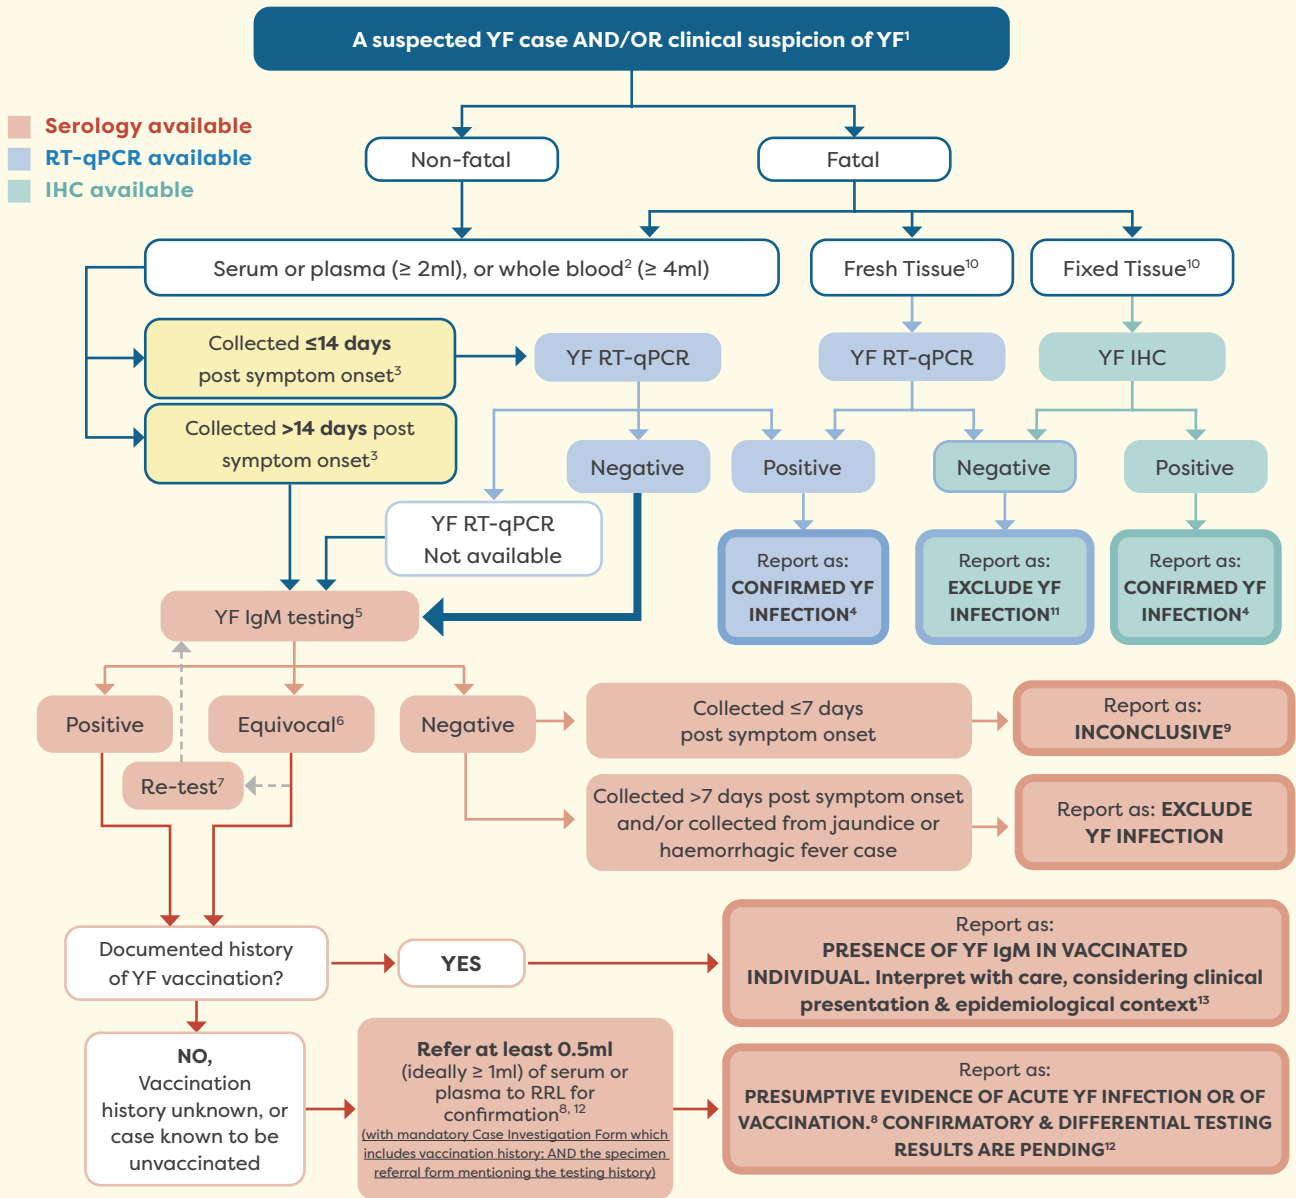 A suspected YF case AND/OR clinical suspicion of YF¹
Serology available
RT-qPCR available
IHC available
Non-fatal
Fatal
Serum or plasma (≥ 2ml), or whole blood² (≥ 4ml)
Fresh Tissue¹⁰
Fixed Tissue¹⁰
Collected ≤14 days
post symptom onset³
YF RT-qPCR
YF RT-qPCR
YF IHC
Collected >14 days post
symptom onset³
Negative
Positive
Negative
Positive
YF RT-qPCR
Not available
Report as:
CONFIRMED YF
INFECTION⁴
Report as:
EXCLUDE YF
INFECTION¹¹
Report as:
CONFIRMED YF
INFECTION⁴
YF IgM testing⁵
Positive
Equivocal⁶
Negative
Re-test⁷
Collected ≤7 days
post symptom onset
Report as:
INCONCLUSIVE⁹
Collected >7 days post symptom onset
and/or collected from jaundice or
haemorrhagic fever case
Report as: EXCLUDE
YF INFECTION
Documented history
of YF vaccination?
YES
Report as:
PRESENCE OF YF IgM IN VACCINATED
INDIVIDUAL. Interpret with care, considering clinical
presentation & epidemiological context¹³
NO,
Vaccination
history unknown, or
case known to be
unvaccinated
Refer at least 0.5ml
(ideally ≥ 1ml) of serum or
plasma to RRL for
confirmation⁸, ¹²
(with mandatory Case Investigation Form which
includes vaccination history; AND the specimen
referral form mentioning the testing history)
Report as:
PRESUMPTIVE EVIDENCE OF ACUTE YF INFECTION OR OF
VACCINATION.⁸ CONFIRMATORY & DIFFERENTIAL TESTING
RESULTS ARE PENDING¹²